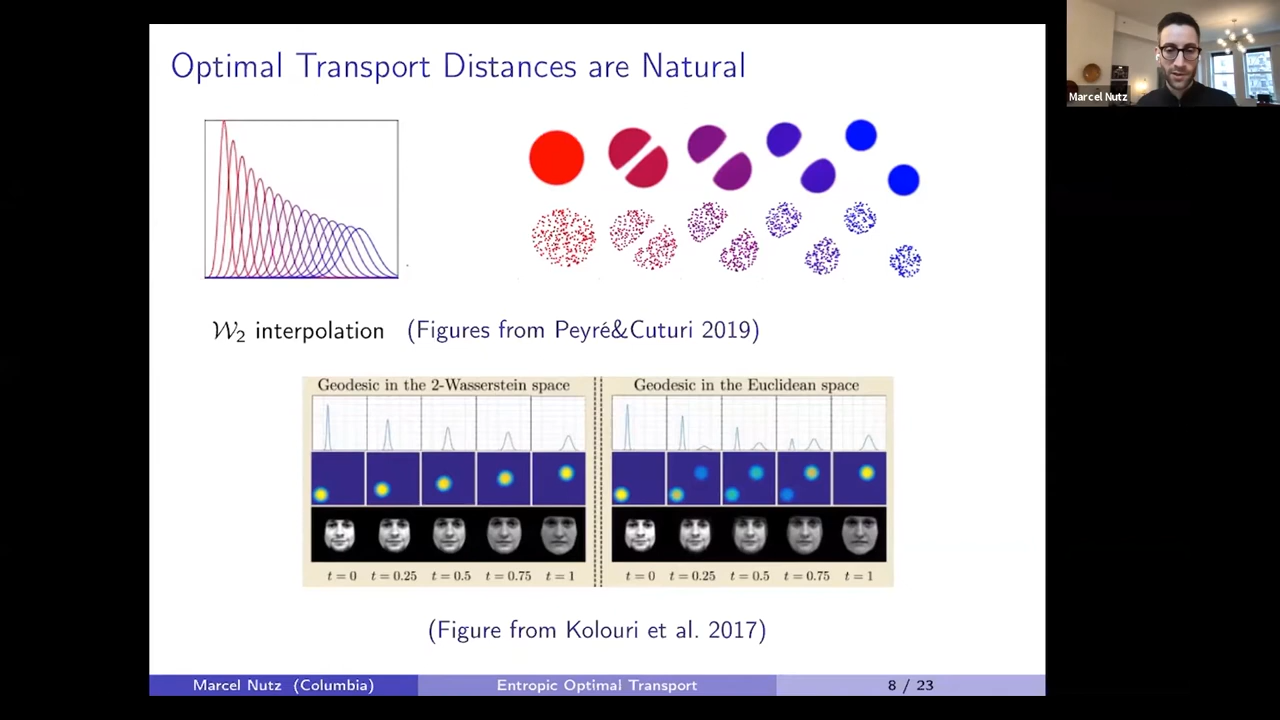 Optimal Transport Distances are Natural
Marcel Nutz
W₂ interpolation (Figures from Peyré&Cuturi 2019)
Geodesic in the 2-Wasserstein space
Geodesic in the Euclidean space
t = 0 t = 0.25 t = 0.5 t = 0.75 t = 1
t = 0 t = 0.25 t = 0.5 t = 0.75 t = 1
(Figure from Kolouri et al. 2017)
Marcel Nutz (Columbia) Entropic Optimal Transport 8 / 23